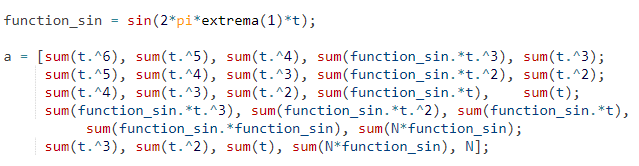 function_sin = sin(2*pi*extrema(1)*t);
a = [sum(t.^6), sum(t.^5), sum(t.^4), sum(function_sin.*t.^3), sum(t.^3);
sum(t.^5), sum(t.^4), sum(t.^3), sum(function_sin.*t.^2), sum(t.^2);
sum(t.^4), sum(t.^3), sum(t.^2), sum(function_sin.*t), sum(t);
sum(function_sin.*t.^3), sum(function_sin.*t.^2), sum(function_sin.*t),
sum(function_sin.*function_sin), sum(N*function_sin);
sum(t.^3), sum(t.^2), sum(t), sum(N*function_sin), N];